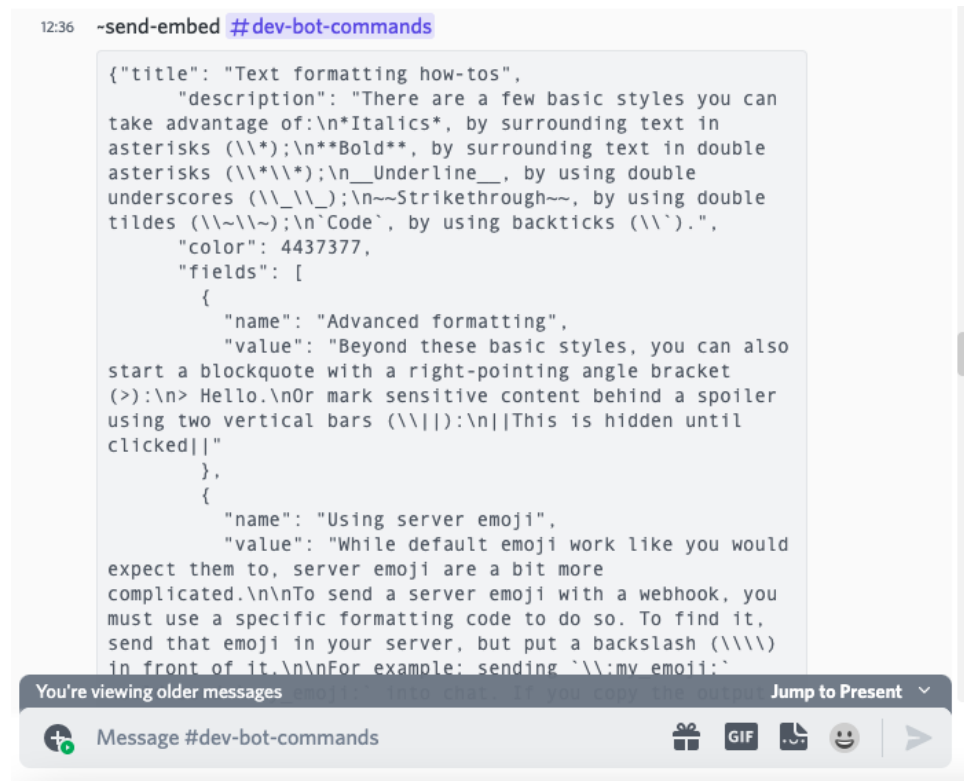 12:36 ~send-embed #dev-bot-commands
{"title": "Text formatting how-tos",
"description": "There are a few basic styles you can
take advantage of:\n*Italics*, by surrounding text in
asterisks (\\*);\n**Bold**, by surrounding text in double
asterisks (\\*\\*);\n__Underline__, by using double
underscores (\\_\\_);\n~~Strikethrough~~, by using double
tildes (\\~\\~);\n`Code`, by using backticks (\\`).",
"color": 4437377,
"fields": [
{
"name": "Advanced formatting",
"value": "Beyond these basic styles, you can also
start a blockquote with a right-pointing angle bracket
(>):\n> Hello.\nOr mark sensitive content behind a spoiler
using two vertical bars (\\||):\n||This is hidden until
clicked||"
},
{
"name": "Using server emoji",
"value": "While default emoji work like you would
expect them to, server emoji are a bit more
complicated.\n\nTo send a server emoji with a webhook, you
must use a specific formatting code to do so. To find it,
send that emoji in your server, but put a backslash (\\\\)
in front of it.\n\nFor example: sending `\\:my_emoji:`
_emoji:` into chat. If you copy the output
You're viewing older messages Jump to Present
Message #dev-bot-commands GIF